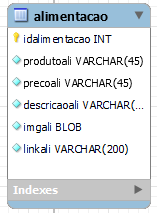 alimentacao
idalimentacao INT
produtoali VARCHAR(45)
precoali VARCHAR(45)
descricaoali VARCHAR(...
imgali BLOB
linkali VARCHAR(200)
Indexes